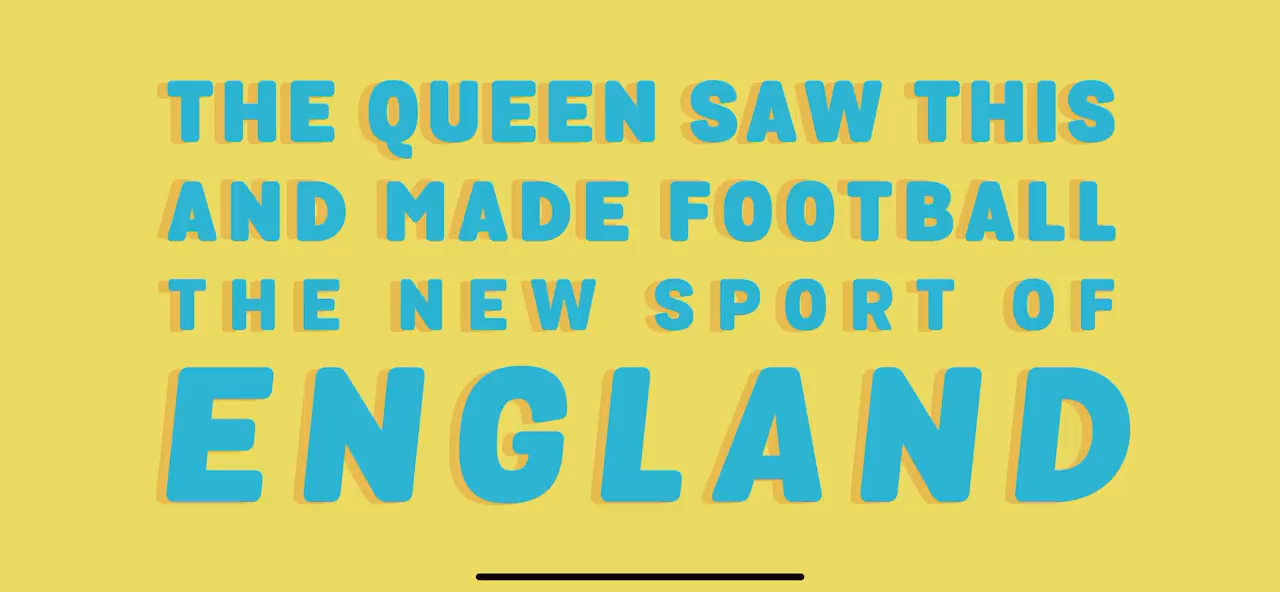 THE QUEEN SAW THIS
AND MADE FOOTBALL
THE NEW SPORT OF
ENGLAND